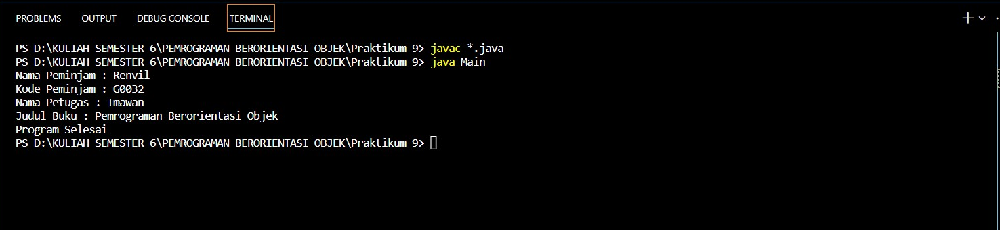 PROBLEMS OUTPUT DEBUG CONSOLE TERMINAL
PS D:\KULIAH SEMESTER 6\PEMROGRAMAN BERORIENTASI OBJEK\Praktikum 9> javac *.java
PS D:\KULIAH SEMESTER 6\PEMROGRAMAN BERORIENTASI OBJEK\Praktikum 9> java Main
Nama Peminjam : Renvil
Kode Peminjam : G0032
Nama Petugas : Imawan
Judul Buku : Pemrograman Berorientasi Objek
Program Selesai
PS D:\KULIAH SEMESTER 6\PEMROGRAMAN BERORIENTASI OBJEK\Praktikum 9>